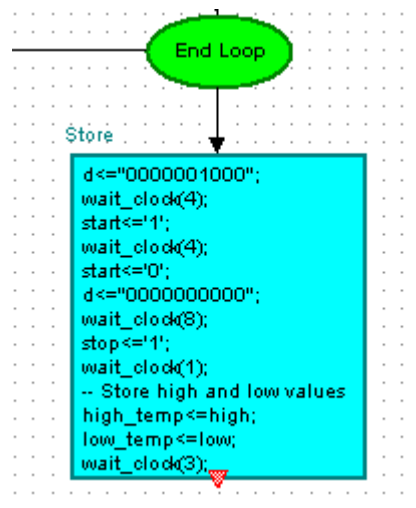 End Loop
Store
d<="0000001000";
wait_clock(4);
start<='1';
wait_clock(4);
start<='0';
d<="0000000000";
wait_clock(8);
stop<='1';
wait_clock(1);
-- Store high and low values
high_temp<=high;
low_temp<=low;
wait_clock(3);